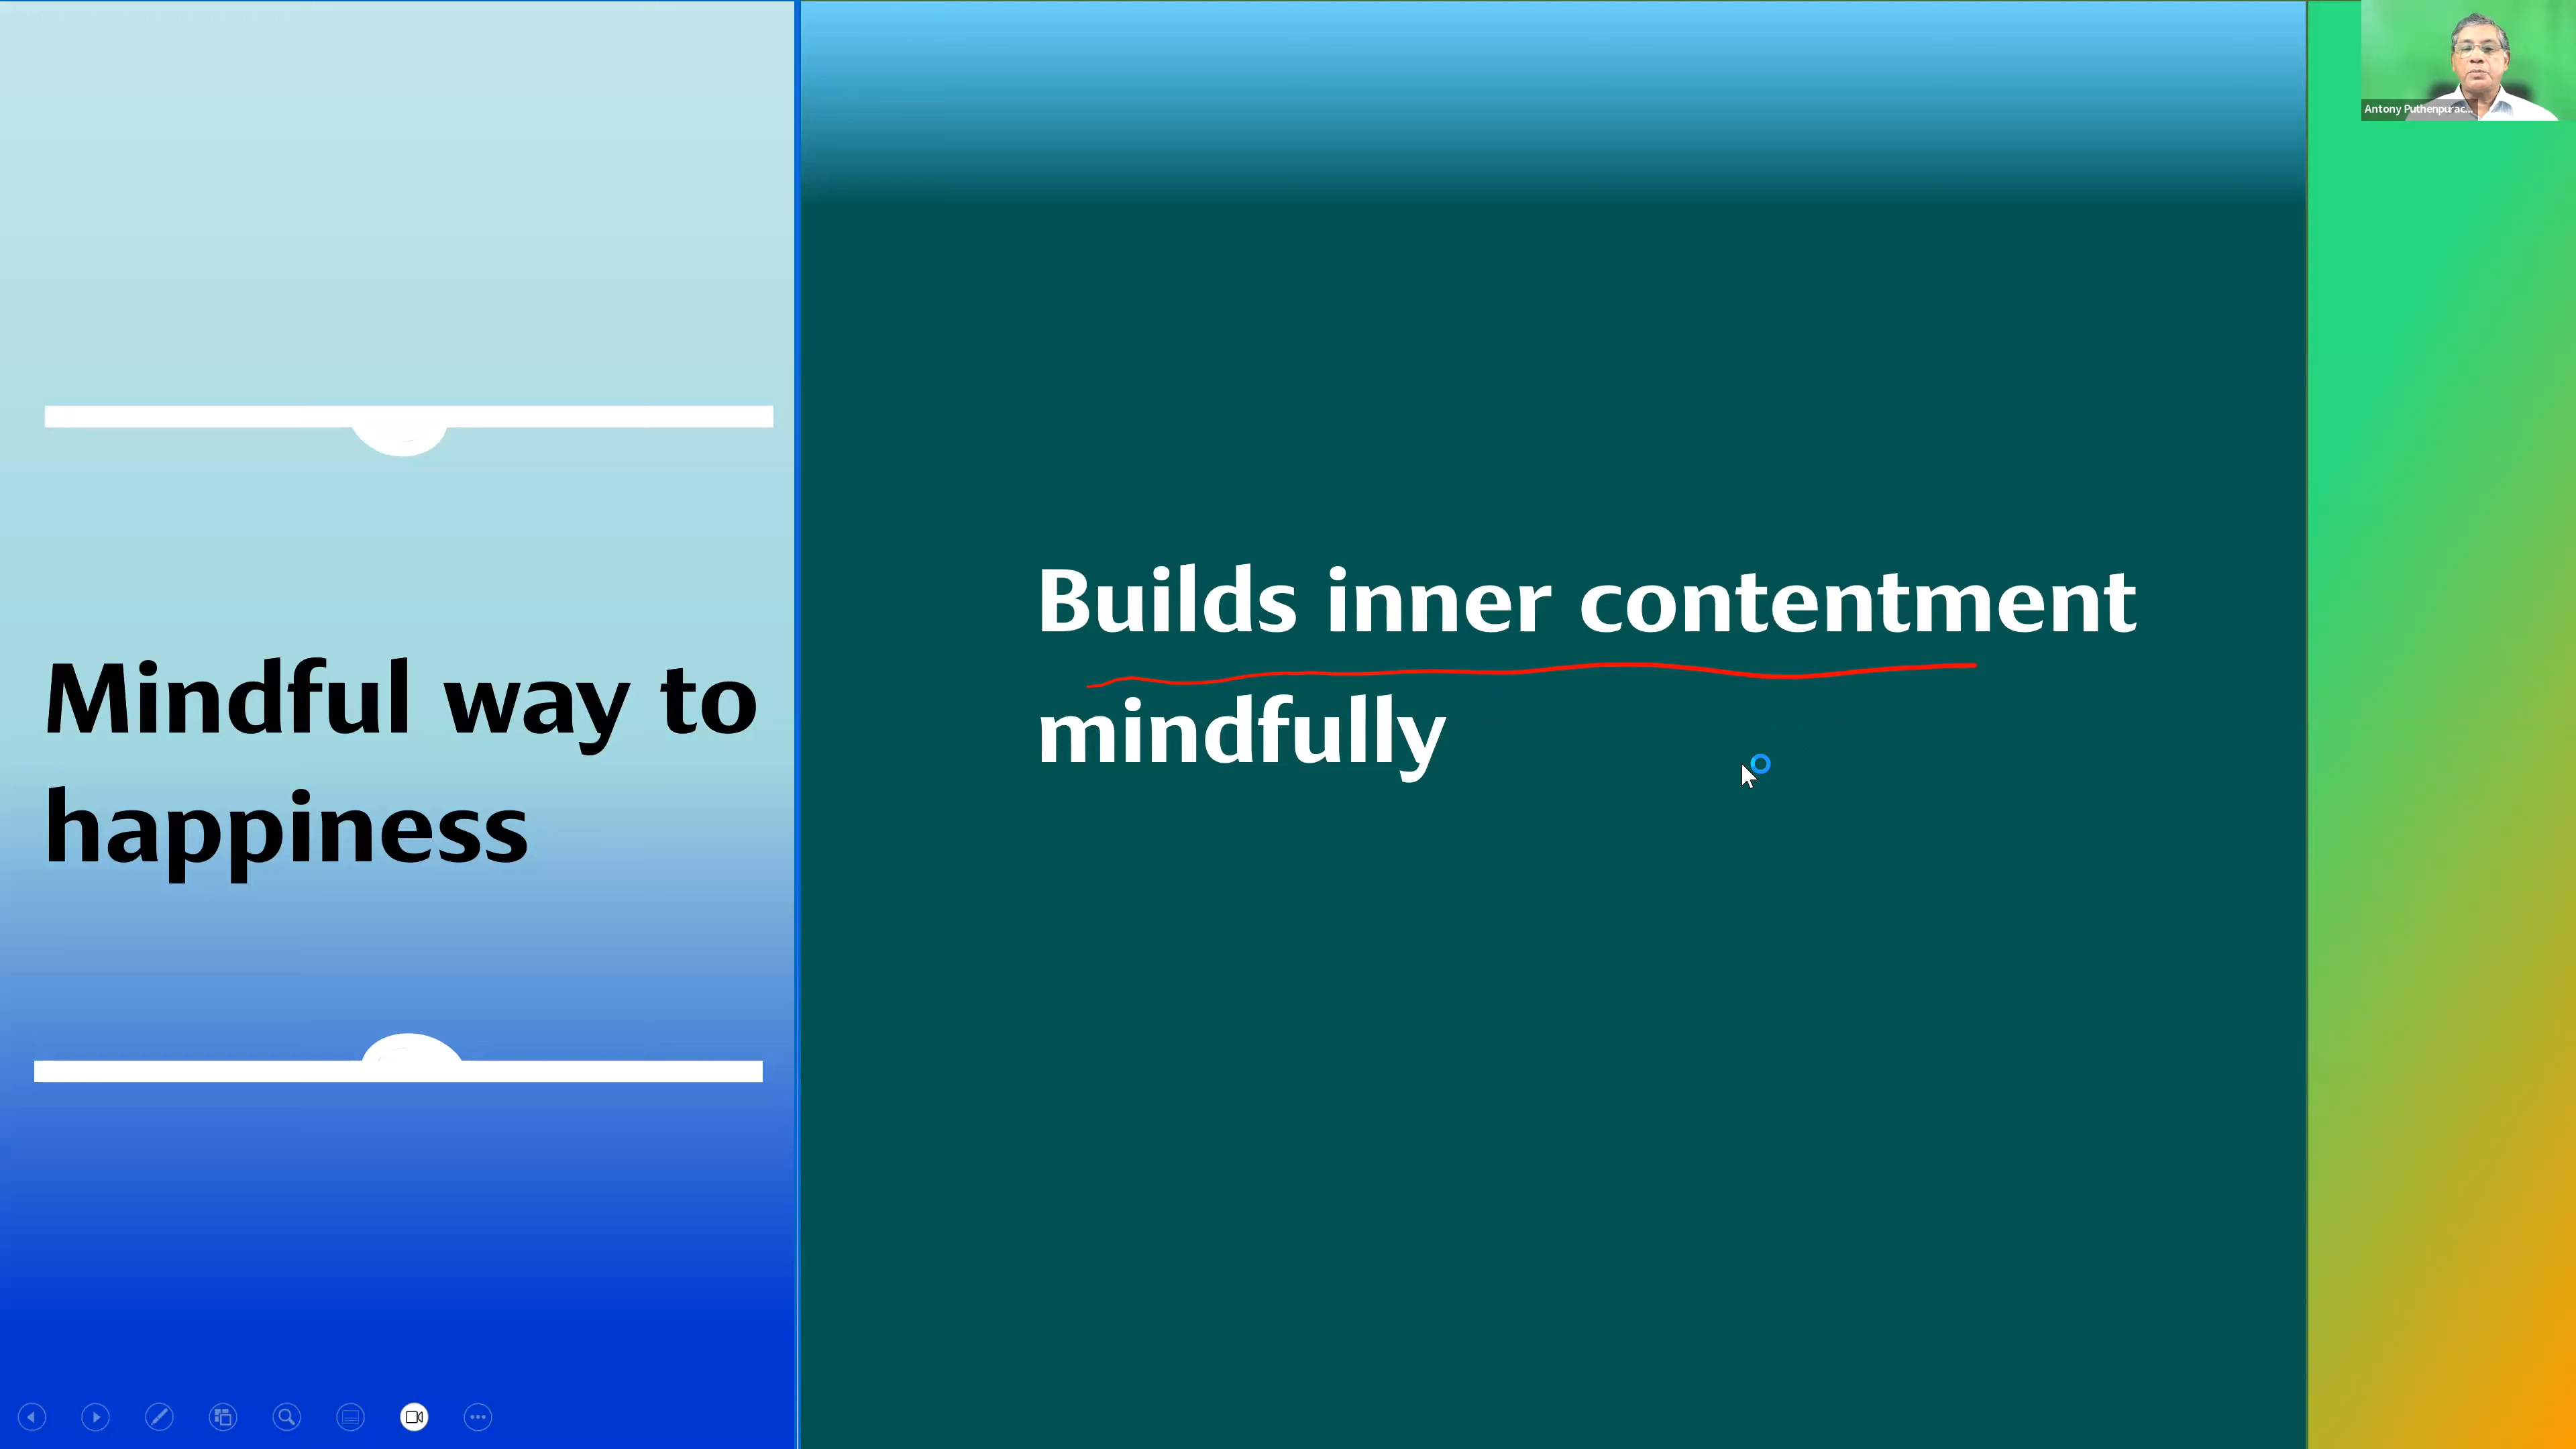 Mindful way to
happiness
Builds inner contentment
mindfully
Antony Puthenpurac...